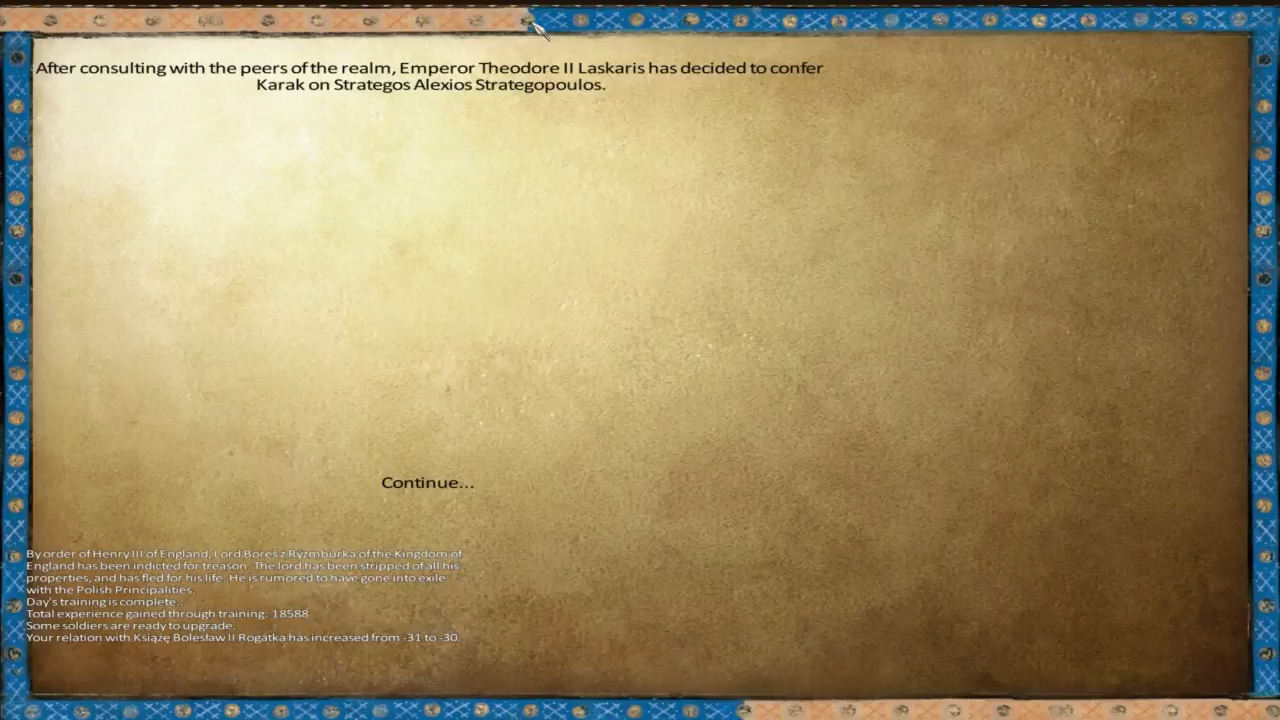 After consulting with the peers of the realm, Emperor Theodore II Laskaris has decided to confer
Karak on Strategos Alexios Strategopoulos.
Continue...
By order of Henry III of England, Lord Boreš z Rýzmburka of the Kingdom of
England has been indicted for treason. The lord has been stripped of all his
properties, and has fled for his life. He is rumored to have gone into exile
with the Polish Principalities.
Day's training is complete...
Total experience gained through training: 18588
Some soldiers are ready to upgrade.
Your relation with Książę Bolesław II Rogatka has increased from -31 to -30.